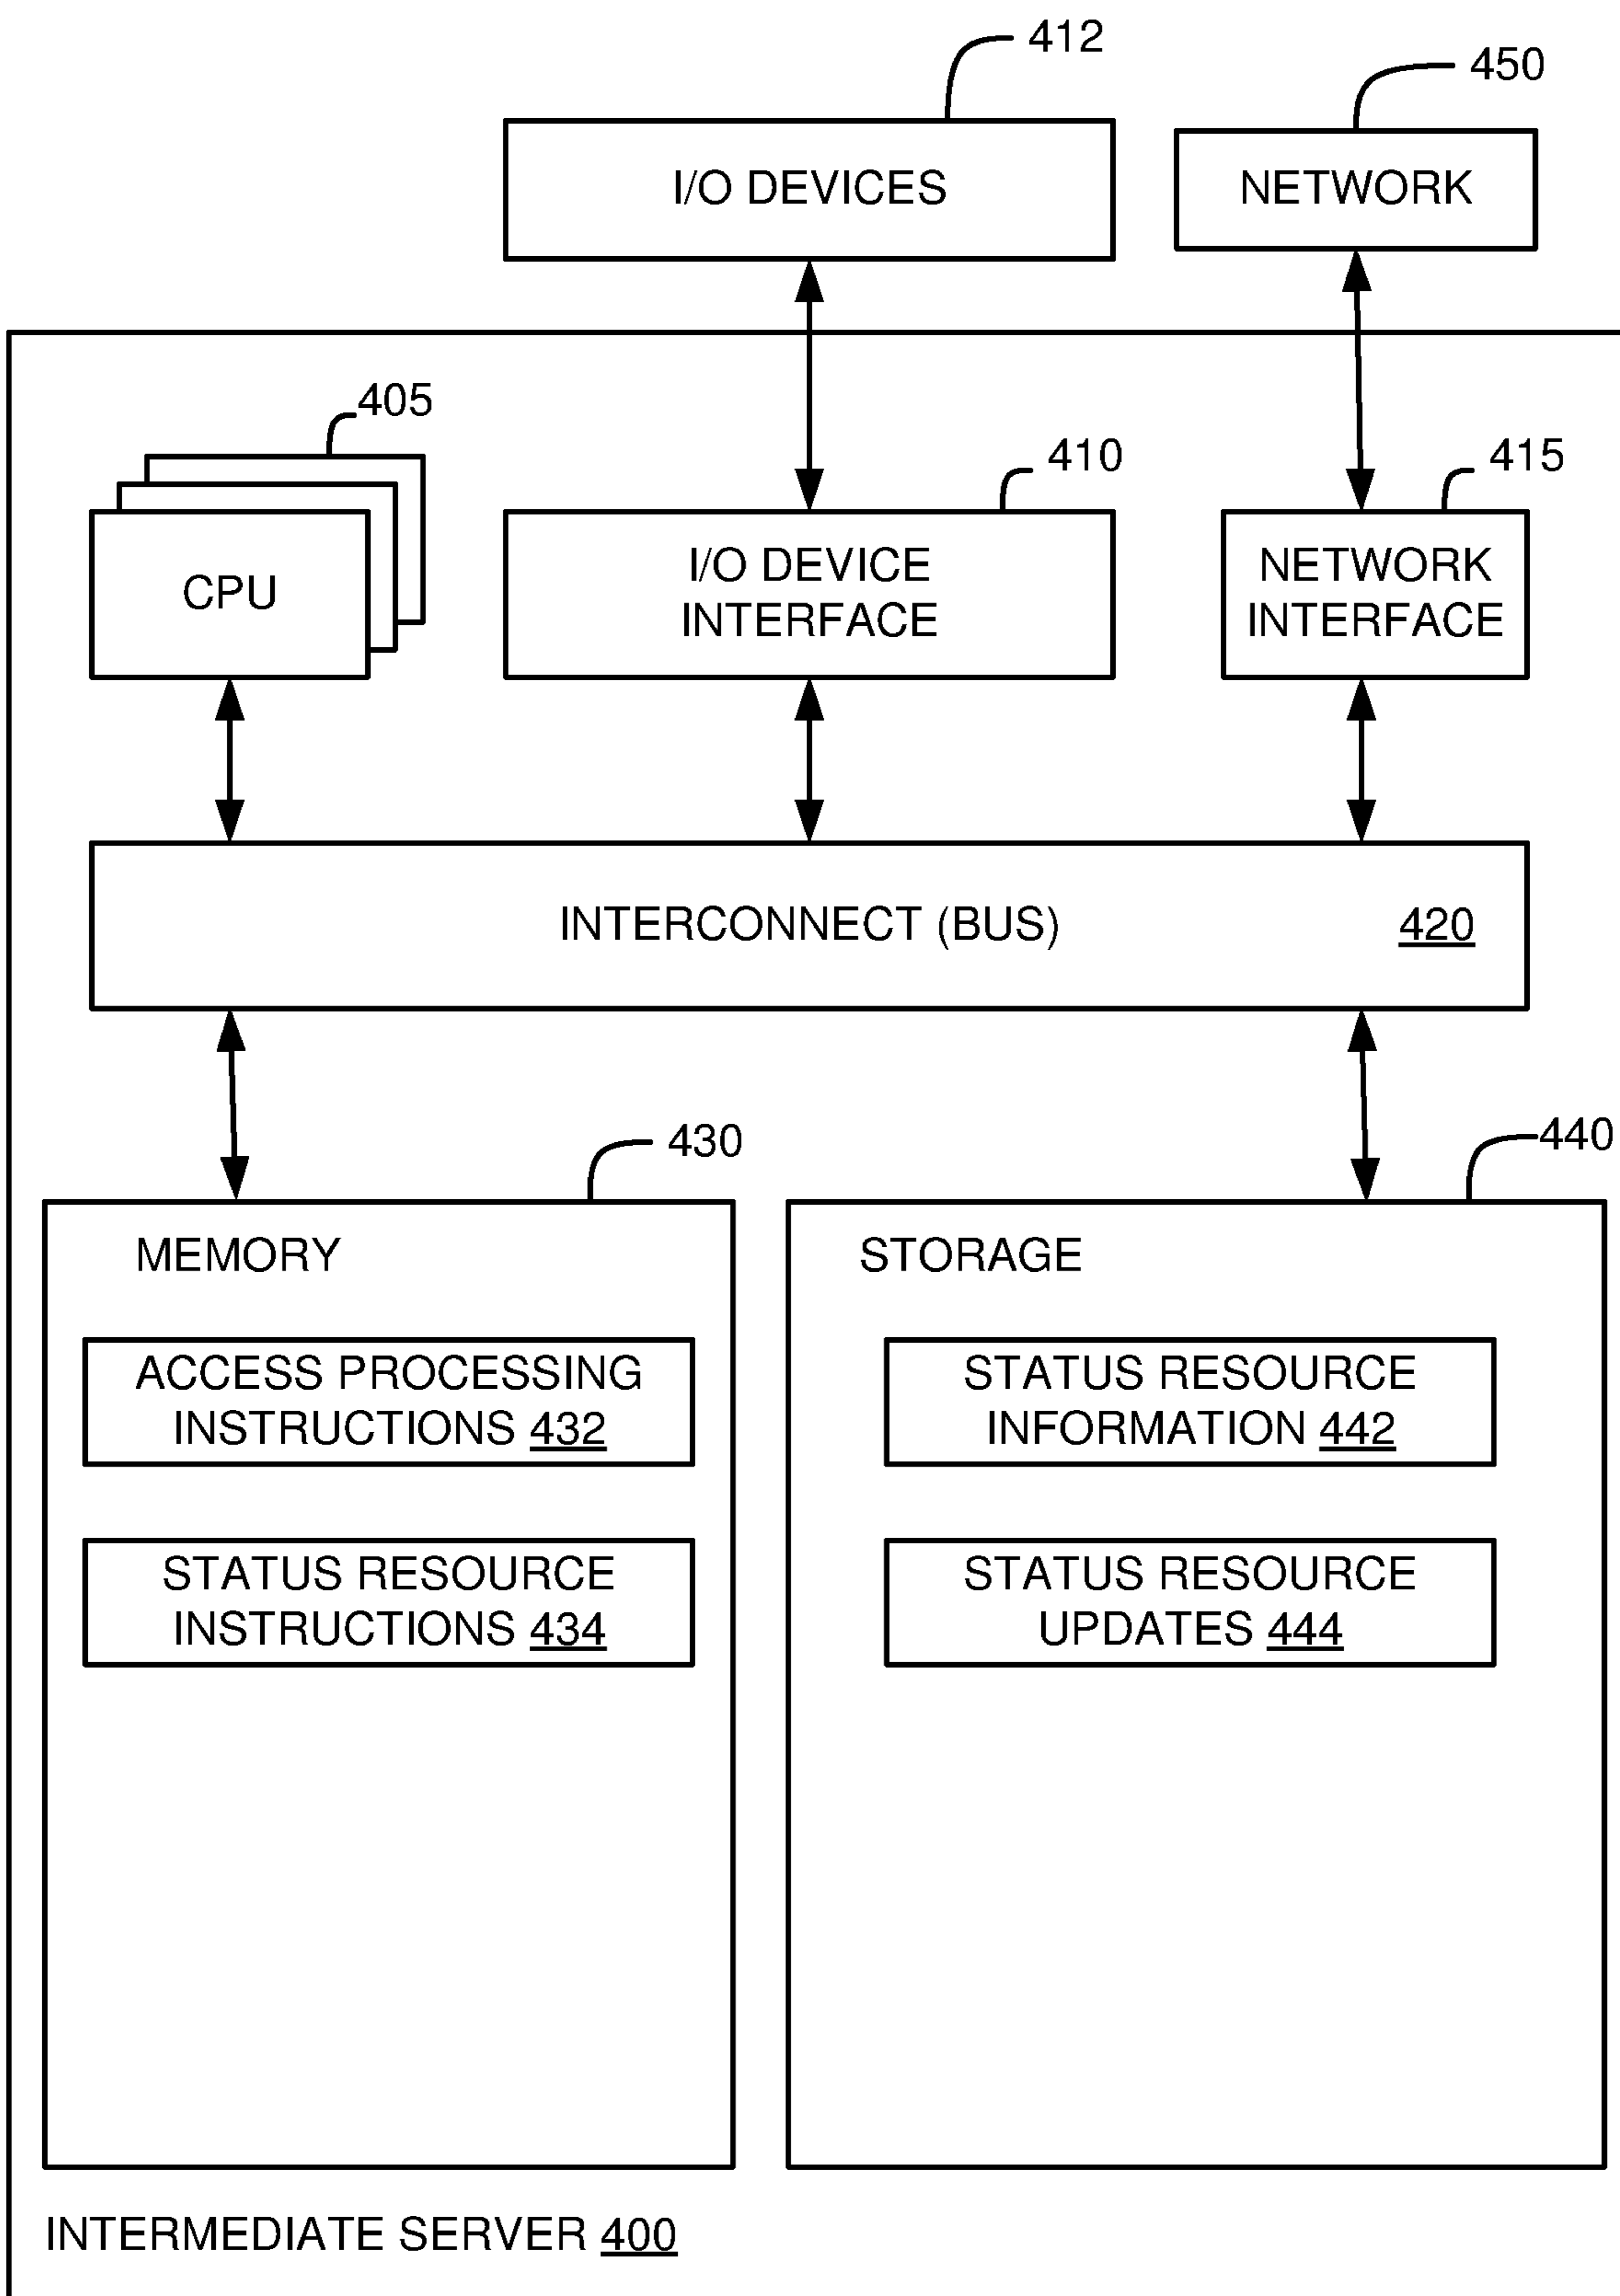 412
450
I/O DEVICES
NETWORK
405
410
415
CPU
I/O DEVICE
INTERFACE
NETWORK
INTERFACE
INTERCONNECT (BUS) 420
430
440
MEMORY
STORAGE
ACCESS PROCESSING
INSTRUCTIONS 432
STATUS RESOURCE
INFORMATION 442
STATUS RESOURCE
INSTRUCTIONS 434
STATUS RESOURCE
UPDATES 444
INTERMEDIATE SERVER 400